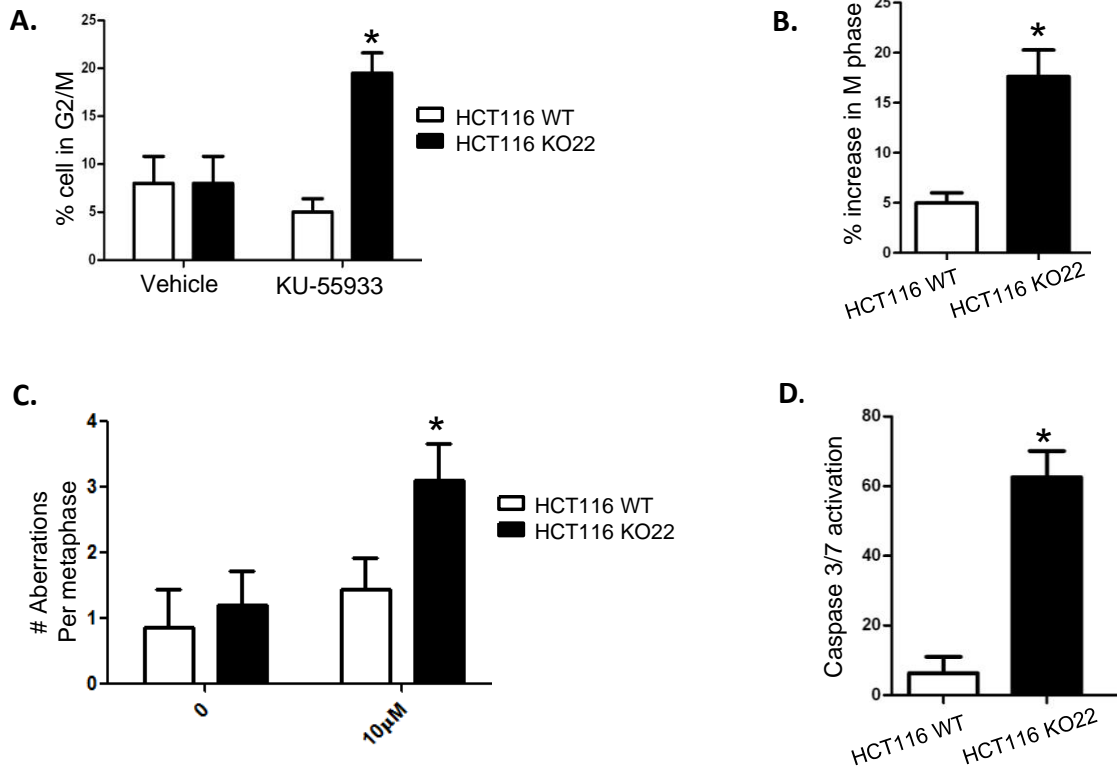 A.
% cell in G2/M
25
20
15
10
5
0
*
Vehicle
KU-55933
HCT116 WT
HCT116 KO22
B.
% increase in M phase
25
20
15
10
5
0
*
HCT116 WT
HCT116 KO22
C.
# Aberrations
Per metaphase
4
3
2
1
0
*
0
10µM
HCT116 WT
HCT116 KO22
D.
Caspase 3/7 activation
80
60
40
20
0
*
HCT116 WT
HCT116 KO22